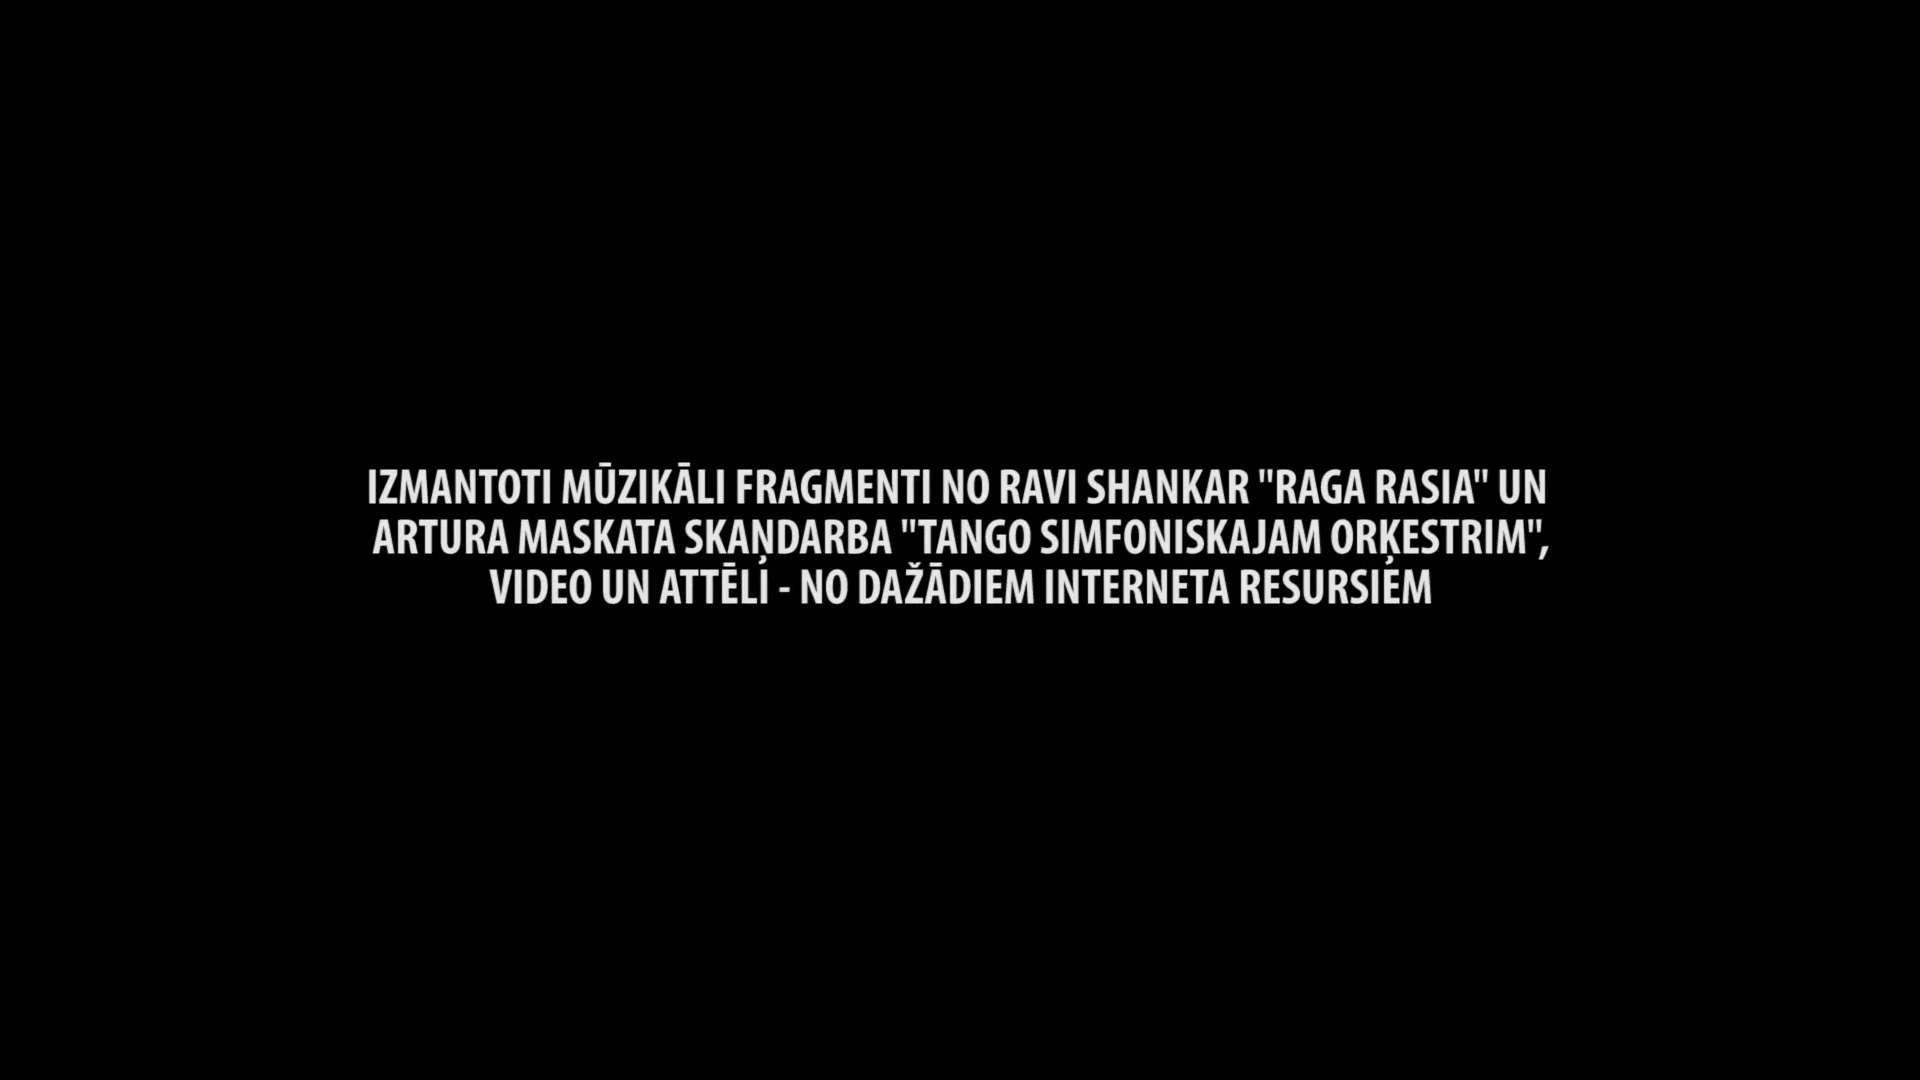 IZMANTOTI MŪZIKĀLI FRAGMENTI NO RAVI SHANKAR "RAGA RASIA" UN
ARTURA MASKATA SKAŅDARBA "TANGO SIMFONISKAJAM ORĶESTRIM",
VIDEO UN ATTĒLI - NO DAŽĀDIEM INTERNETA RESURSIEM